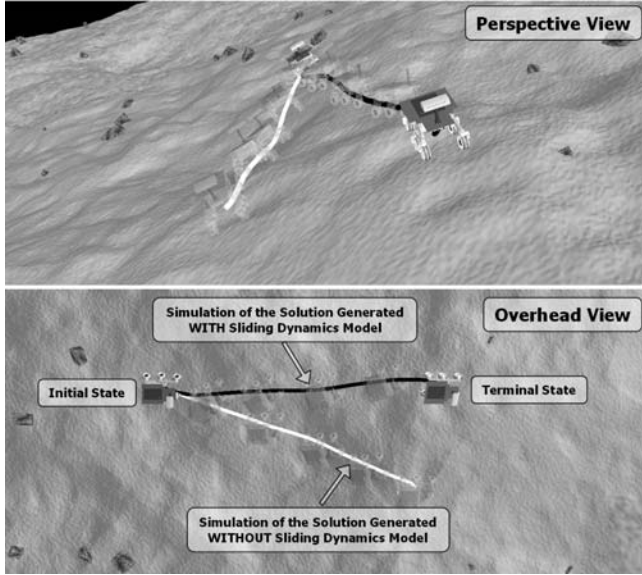 Perspective View
Overhead View
Simulation of the Solution Generated
WITH Sliding Dynamics Model
Initial State
Terminal State
Simulation of the Solution Generated
WITHOUT Sliding Dynamics Model